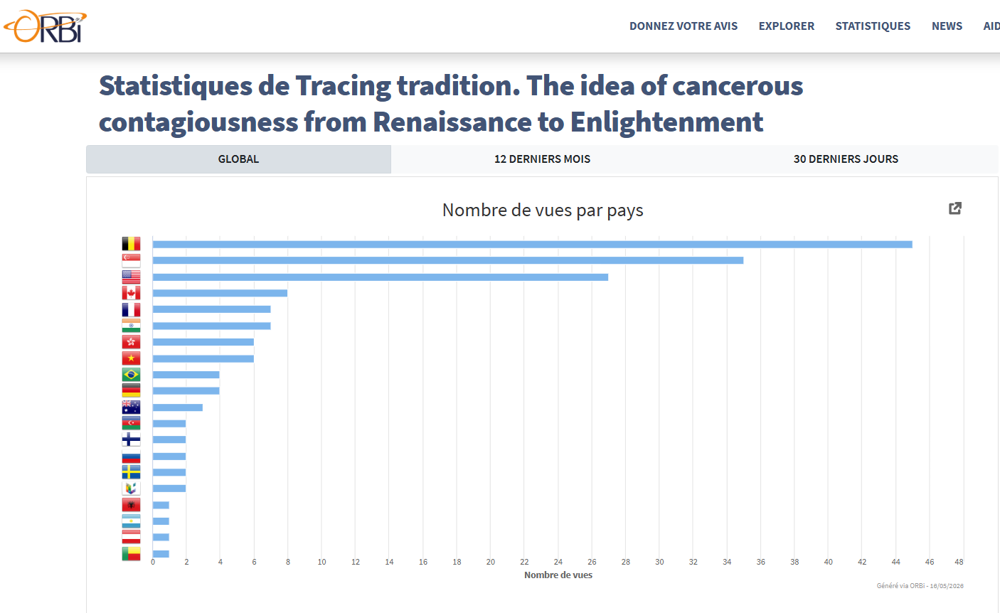 ORBi
DONNEZ VOTRE AVIS EXPLORER STATISTIQUES NEWS AID
Statistiques de Tracing tradition. The idea of cancerous
contagiousness from Renaissance to Enlightenment
GLOBAL 12 DERNIERS MOIS 30 DERNIERS JOURS
Nombre de vues par pays
0 2 4 6 8 10 12 14 16 18 20 22 24 26 28 30 32 34 36 38 40 42 44 46 48
Nombre de vues
Généré via ORBi - 16/05/2026